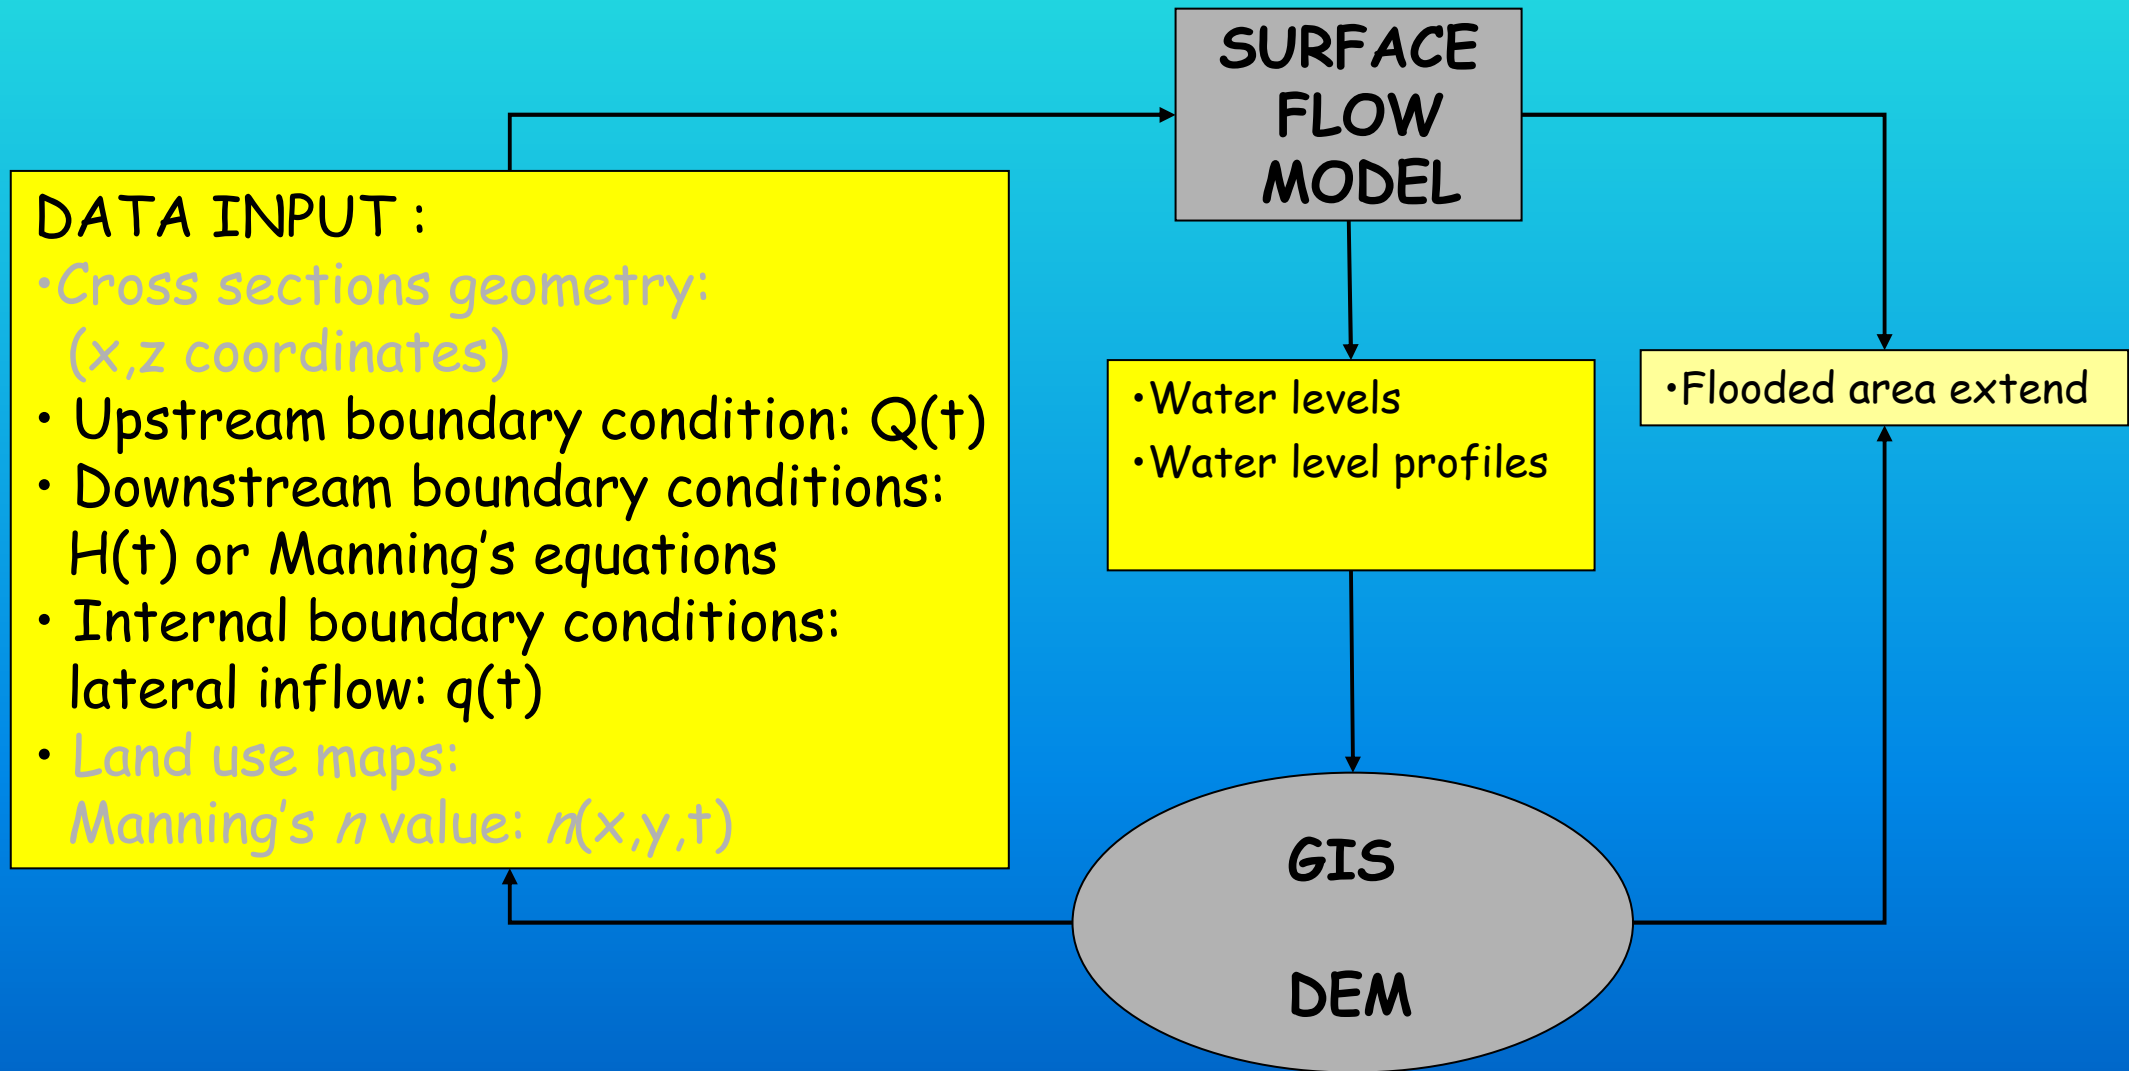 SURFACE
FLOW
MODEL
DATA INPUT :
•Cross sections geometry:
(x,z coordinates)
• Upstream boundary condition: Q(t)
• Downstream boundary conditions:
H(t) or Manning’s equations
• Internal boundary conditions:
lateral inflow: q(t)
• Land use maps:
Manning’s n value: n(x,y,t)
•Water levels
•Water level profiles
•Flooded area extend
GIS
DEM